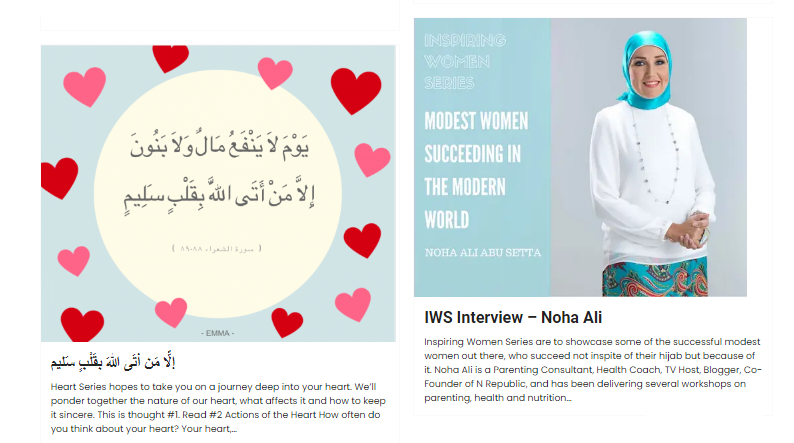 يَوْمَ لاَ يَنْفَعُ مَالٌ وَلاَ بَنُونَ
إِلاَّ مَنْ أَتَى اللَّهَ بِقَلْبٍ سَلِيمٍ
( سورة الشعراء - ٨٨-٨٩ )
- EMMA -
إِلَّا مَن أتَى اللهَ بِقَلْبٍ سَليم
Heart Series hopes to take you on a journey deep into your heart. We'll
ponder together the nature of our heart, what affects it and how to keep
it sincere. This is thought #1. Read #2 Actions of the Heart How often do
you think about your heart? Your heart,…
INSPIRING
WOMEN
SERIES
MODEST WOMEN
SUCCEEDING IN
THE MODERN
WORLD
NOHA ALI ABU SETTA
IWS Interview – Noha Ali
Inspiring Women Series are to showcase some of the successful modest
women out there, who succeed not inspite of their hijab but because of
it. Noha Ali is a Parenting Consultant, Health Coach, TV Host, Blogger, Co-
Founder of N Republic, and has been delivering several workshops on
parenting, health and nutrition…